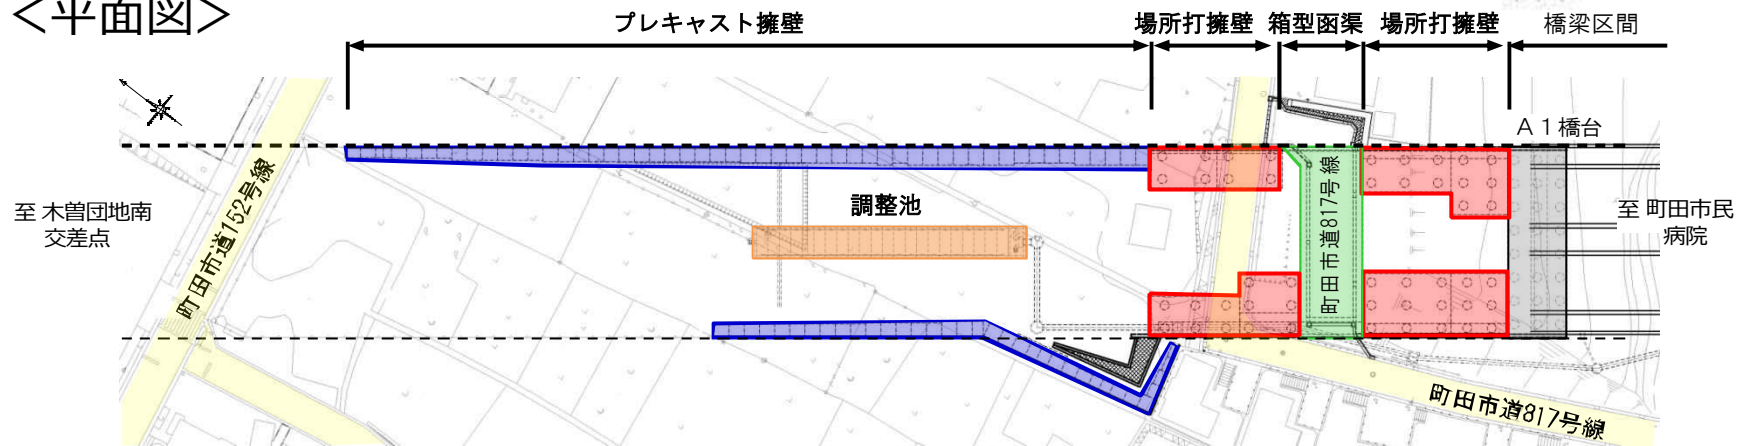 ＜平面図＞
プレキャスト擁壁
場所打擁壁
箱型函渠
場所打擁壁
橋梁区間
Ａ１橋台
町田市道152号線
至 木曽団地南
交差点
調整池
町田市道817号線
至 町田市民
病院
町田市道817号線